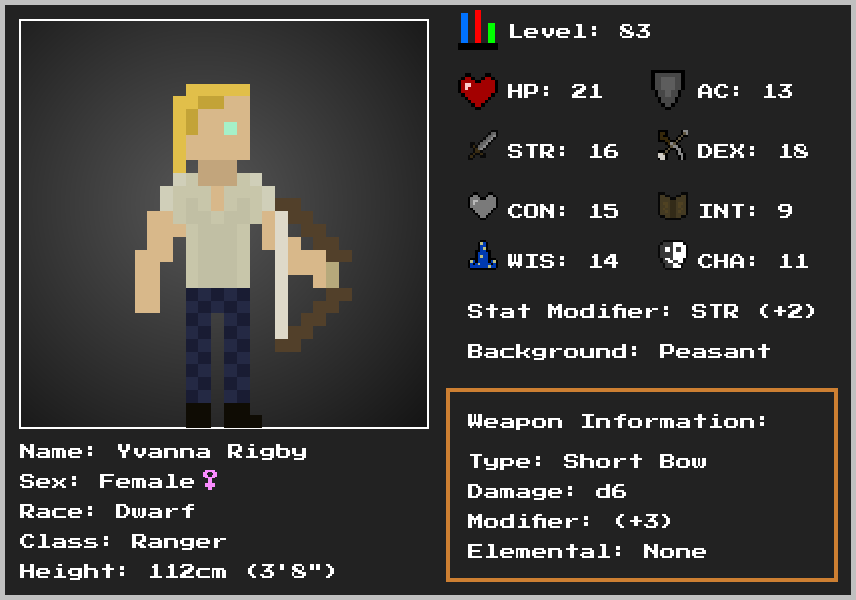 Level: 83
HP: 21
AC: 13
STR: 16
DEX: 18
CON: 15
INT: 9
WIS: 14
CHA: 11
Stat Modifier: STR (+2)
Background: Peasant
Weapon Information:
Type: Short Bow
Damage: d6
Modifier: (+3)
Elemental: None
Name: Yvanna Rigby
Sex: Female♀
Race: Dwarf
Class: Ranger
Height: 112cm (3'8")